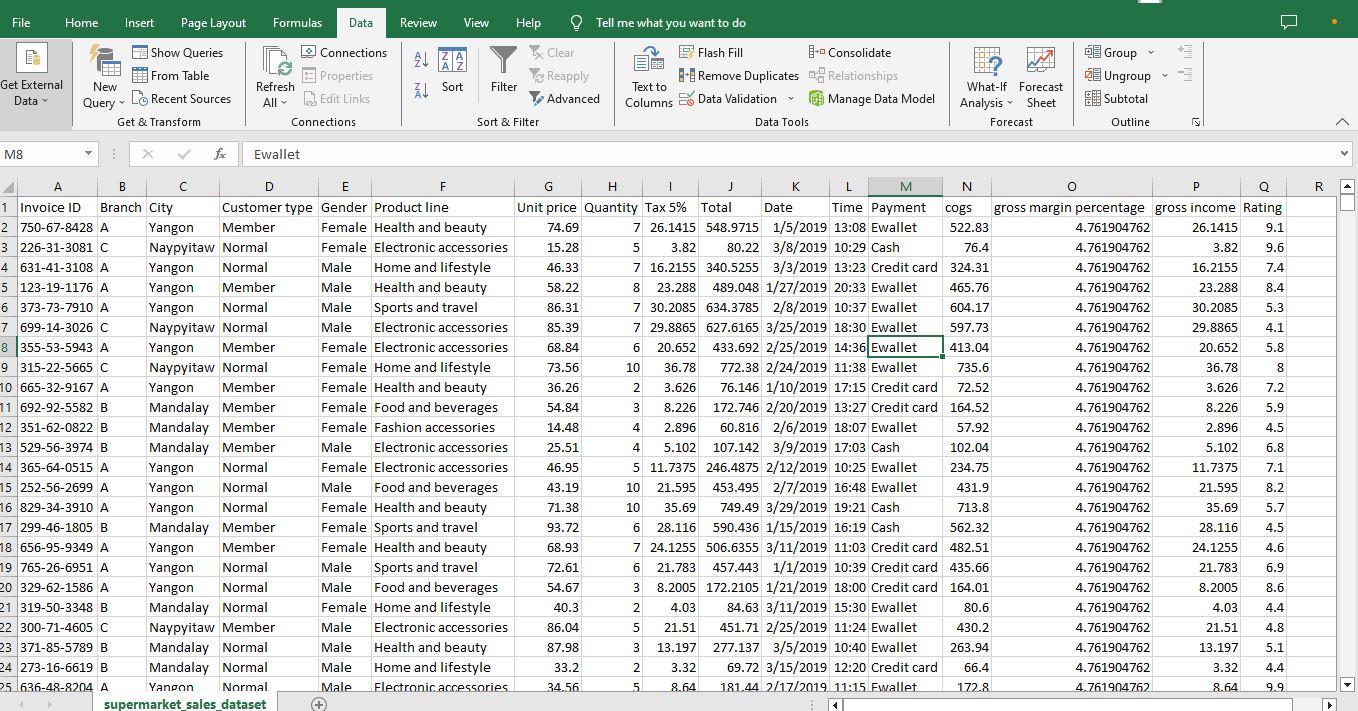 File Home Insert Page Layout Formulas Data Review View Help Tell me what you want to do
Get External Data
New Query
Show Queries
From Table
Recent Sources
Get & Transform
Refresh All
Connections
Properties
Edit Links
Connections
Sort
Filter
Clear
Reapply
Advanced
Sort & Filter
Text to Columns
Flash Fill
Remove Duplicates
Data Validation
Consolidate
Relationships
Manage Data Model
Data Tools
What-If Analysis
Forecast Sheet
Forecast
Group
Ungroup
Subtotal
Outline
M8 fx Ewallet
A B C D E F G H I J K L M N O P Q R
1 Invoice ID Branch City Customer type Gender Product line Unit price Quantity Tax 5% Total Date Time Payment cogs gross margin percentage gross income Rating
2 750-67-8428 A Yangon Member Female Health and beauty 74.69 7 26.1415 548.9715 1/5/2019 13:08 Ewallet 522.83 4.761904762 26.1415 9.1
3 226-31-3081 C Naypyitaw Normal Female Electronic accessories 15.28 5 3.82 80.22 3/8/2019 10:29 Cash 76.4 4.761904762 3.82 9.6
4 631-41-3108 A Yangon Normal Male Home and lifestyle 46.33 7 16.2155 340.5255 3/3/2019 13:23 Credit card 324.31 4.761904762 16.2155 7.4
5 123-19-1176 A Yangon Member Male Health and beauty 58.22 8 23.288 489.048 1/27/2019 20:33 Ewallet 465.76 4.761904762 23.288 8.4
6 373-73-7910 A Yangon Normal Male Sports and travel 86.31 7 30.2085 634.3785 2/8/2019 10:37 Ewallet 604.17 4.761904762 30.2085 5.3
7 699-14-3026 C Naypyitaw Normal Male Electronic accessories 85.39 7 29.8865 627.6165 3/25/2019 18:30 Ewallet 597.73 4.761904762 29.8865 4.1
8 355-53-5943 A Yangon Member Female Electronic accessories 68.84 6 20.652 433.692 2/25/2019 14:36 Ewallet 413.04 4.761904762 20.652 5.8
9 315-22-5665 C Naypyitaw Normal Female Home and lifestyle 73.56 10 36.78 772.38 2/24/2019 11:38 Ewallet 735.6 4.761904762 36.78 8
10 665-32-9167 A Yangon Member Female Health and beauty 36.26 2 3.626 76.146 1/10/2019 17:15 Credit card 72.52 4.761904762 3.626 7.2
11 692-92-5582 B Mandalay Member Female Food and beverages 54.84 3 8.226 172.746 2/20/2019 13:27 Credit card 164.52 4.761904762 8.226 5.9
12 351-62-0822 B Mandalay Member Female Fashion accessories 14.48 4 2.896 60.816 2/6/2019 18:07 Ewallet 57.92 4.761904762 2.896 4.5
13 529-56-3974 B Mandalay Member Male Electronic accessories 25.51 4 5.102 107.142 3/9/2019 17:03 Cash 102.04 4.761904762 5.102 6.8
14 365-64-0515 A Yangon Normal Female Electronic accessories 46.95 5 11.7375 246.4875 2/12/2019 10:25 Ewallet 234.75 4.761904762 11.7375 7.1
15 252-56-2699 A Yangon Normal Male Food and beverages 43.19 10 21.595 453.495 2/7/2019 16:48 Ewallet 431.9 4.761904762 21.595 8.2
16 829-34-3910 A Yangon Normal Female Health and beauty 71.38 10 35.69 749.49 3/29/2019 19:21 Cash 713.8 4.761904762 35.69 5.7
17 299-46-1805 B Mandalay Member Female Sports and travel 93.72 6 28.116 590.436 1/15/2019 16:19 Cash 562.32 4.761904762 28.116 4.5
18 656-95-9349 A Yangon Member Female Health and beauty 68.93 7 24.1255 506.6355 3/11/2019 11:03 Credit card 482.51 4.761904762 24.1255 4.6
19 765-26-6951 A Yangon Normal Male Sports and travel 72.61 6 21.783 457.443 1/1/2019 10:39 Credit card 435.66 4.761904762 21.783 6.9
20 329-62-1586 A Yangon Normal Male Food and beverages 54.67 3 8.2005 172.2105 1/21/2019 18:00 Credit card 164.01 4.761904762 8.2005 8.6
21 319-50-3348 B Mandalay Normal Female Home and lifestyle 40.3 2 4.03 84.63 3/11/2019 15:30 Ewallet 80.6 4.761904762 4.03 4.4
22 300-71-4605 C Naypyitaw Member Male Electronic accessories 86.04 5 21.51 451.71 2/25/2019 11:24 Ewallet 430.2 4.761904762 21.51 4.8
23 371-85-5789 B Mandalay Normal Male Health and beauty 87.98 3 13.197 277.137 3/5/2019 10:40 Ewallet 263.94 4.761904762 13.197 5.1
24 273-16-6619 B Mandalay Normal Male Home and lifestyle 33.2 2 3.32 69.72 3/15/2019 12:20 Credit card 66.4 4.761904762 3.32 4.4
25 636-48-8204 A Yangon Normal Male Electronic accessories 34.56 5 8.64 181.44 2/17/2019 11:15 Ewallet 172.8 4.761904762 8.64 9.9
supermarket_sales_dataset